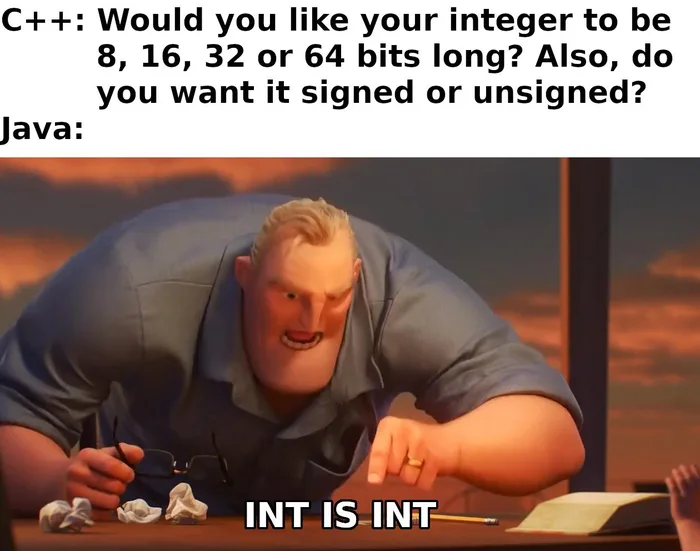 C++: Would you like your integer to be
8, 16, 32 or 64 bits long? Also, do
you want it signed or unsigned?
Java:
INT IS INT